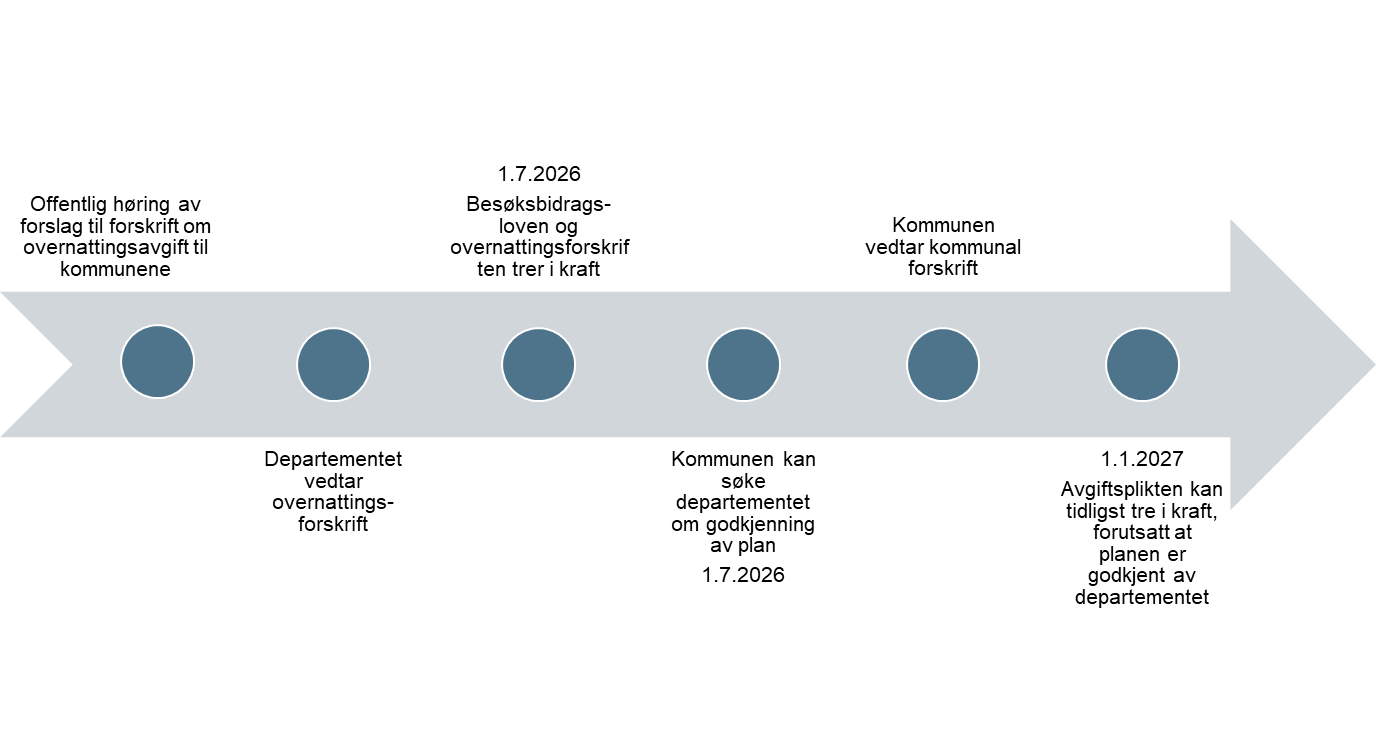 Offentlig høring av
forslag til forskrift om
overnattingsavgift til
kommunene
Departementet
vedtar
overnattings-
forskrift
1.7.2026
Besøksbidrags-
loven og
overnattingsforskrif
ten trer i kraft
Kommunen kan
søke
departementet
om godkjenning
av plan
1.7.2026
Kommunen
vedtar kommunal
forskrift
1.1.2027
Avgiftsplikten kan
tidligst tre i kraft,
forutsatt at
planen er
godkjent av
departementet